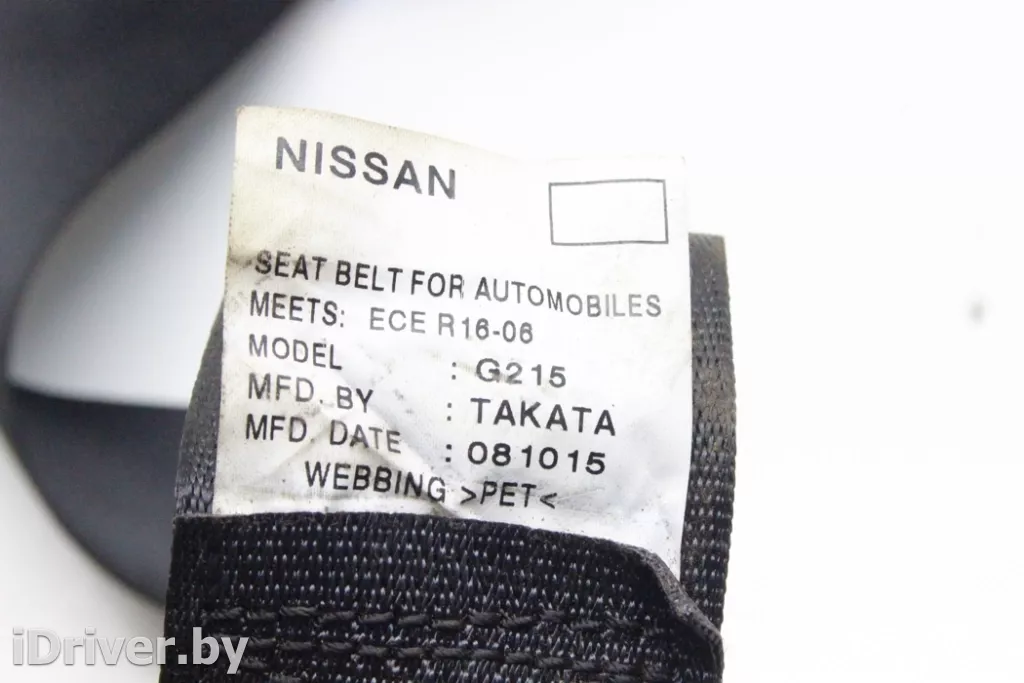 NISSAN
SEAT BELT FOR AUTOMOBILES
MEETS: ECE R16-06
MODEL : G215
MFD. BY : TAKATA
MFD DATE : 081015
WEBBING >PET<
iDriver.by